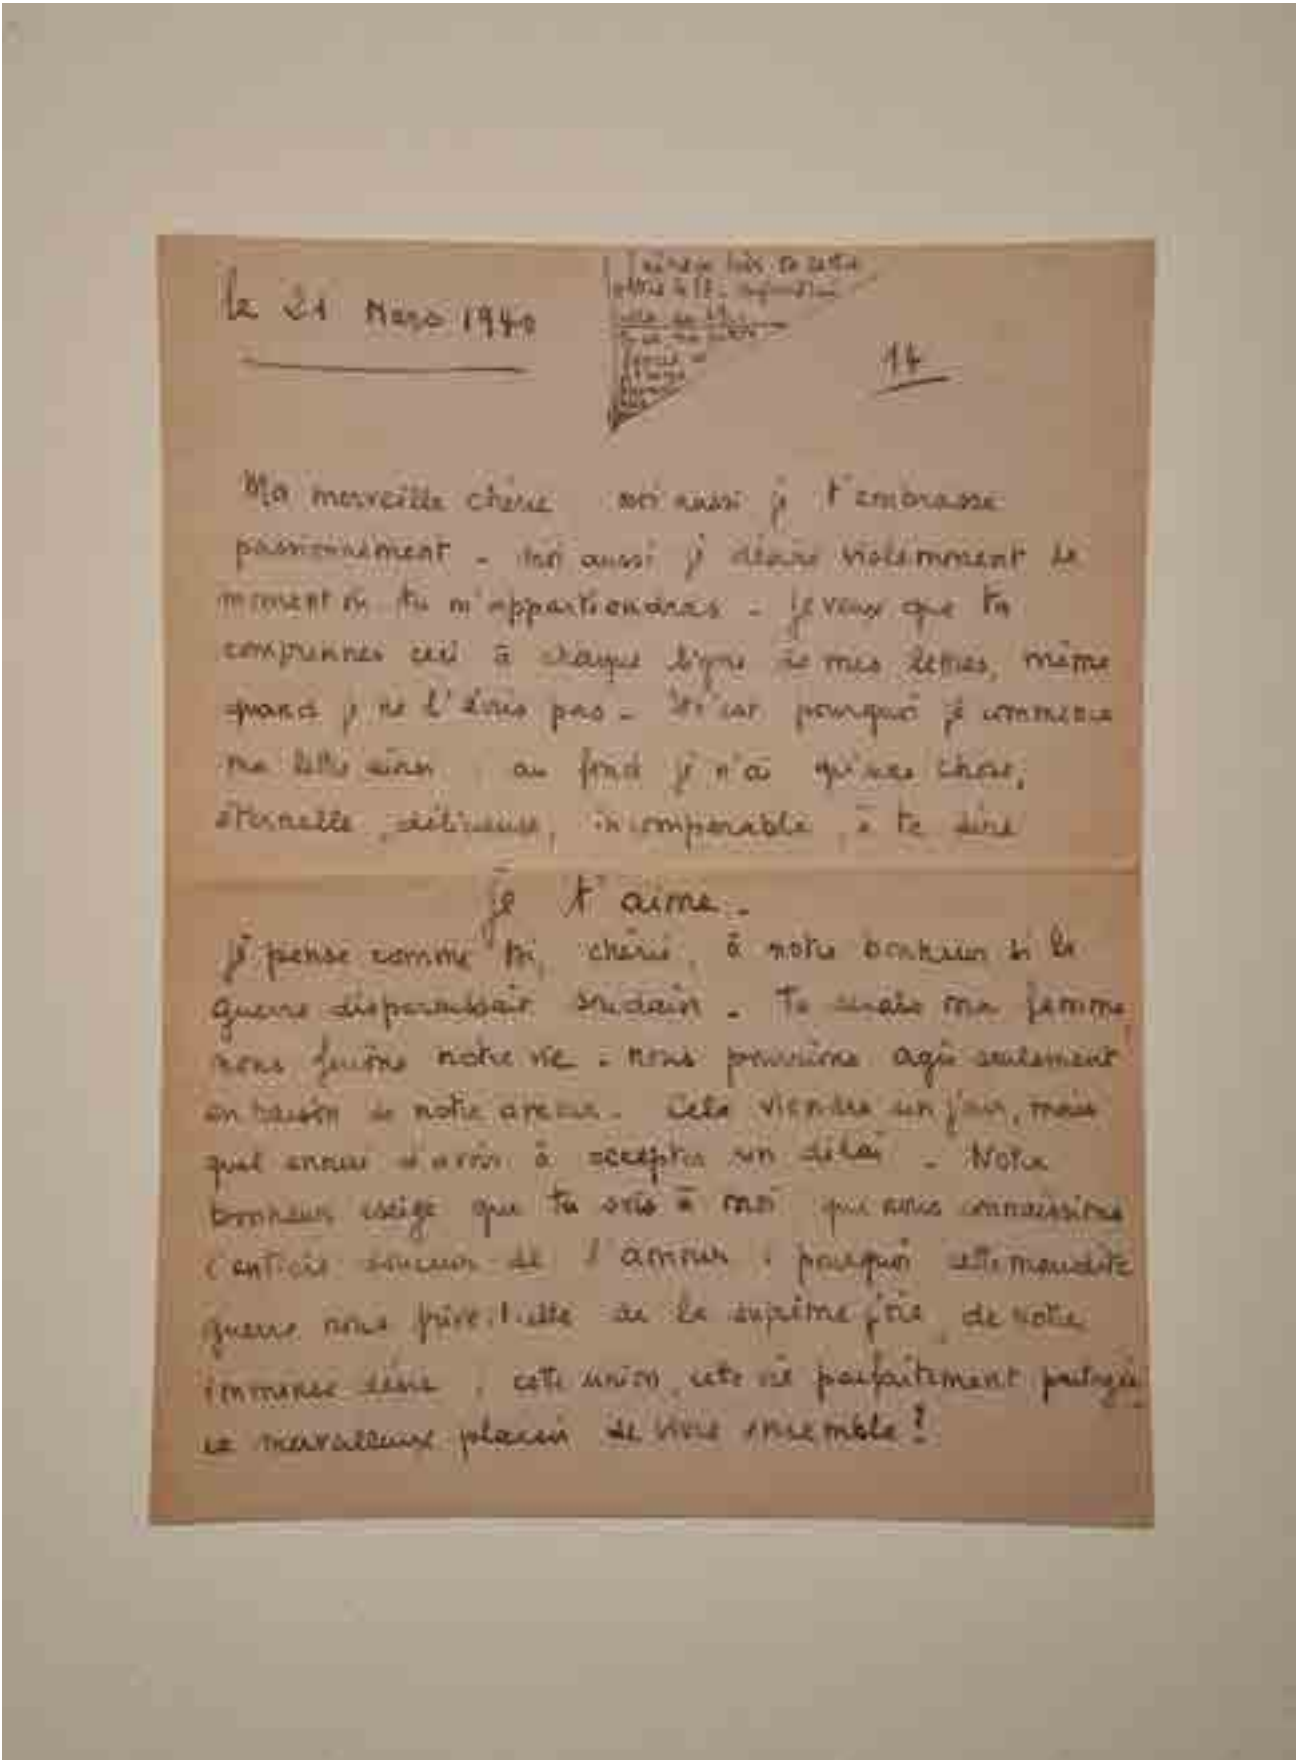 le 21 Mars 1940
14
Ma merveille chérie moi aussi je t'embrasse
passionnément - moi aussi je désire violemment le
moment où tu m'appartiendras - je veux que tu
comprennes ceci à chaque ligne de mes lettres, même
quand je ne l'écris pas - c'est pourquoi je commence
ma lettre ainsi : au fond je n'ai qu'une chose,
éternelle, délicieuse, incomparable, à te dire
je t'aime -
je pense comme toi, chérie, à notre bonheur si la
guerre disparaissait soudain - Tu serais ma femme,
nous ferions notre vie - nous pourrions agir seulement
en raison de notre amour - Cela viendra un jour, mais
quel ennui d'avoir à accepter un délai - Notre
bonheur exige que tu sois à moi que nous connaissions
l'entière douceur de l'amour : pourquoi cette maudite
guerre nous prive-t-elle de la suprême joie, de notre
immense désir : cette union, cette vie parfaitement partagée,
ce merveilleux plaisir de vivre ensemble ?